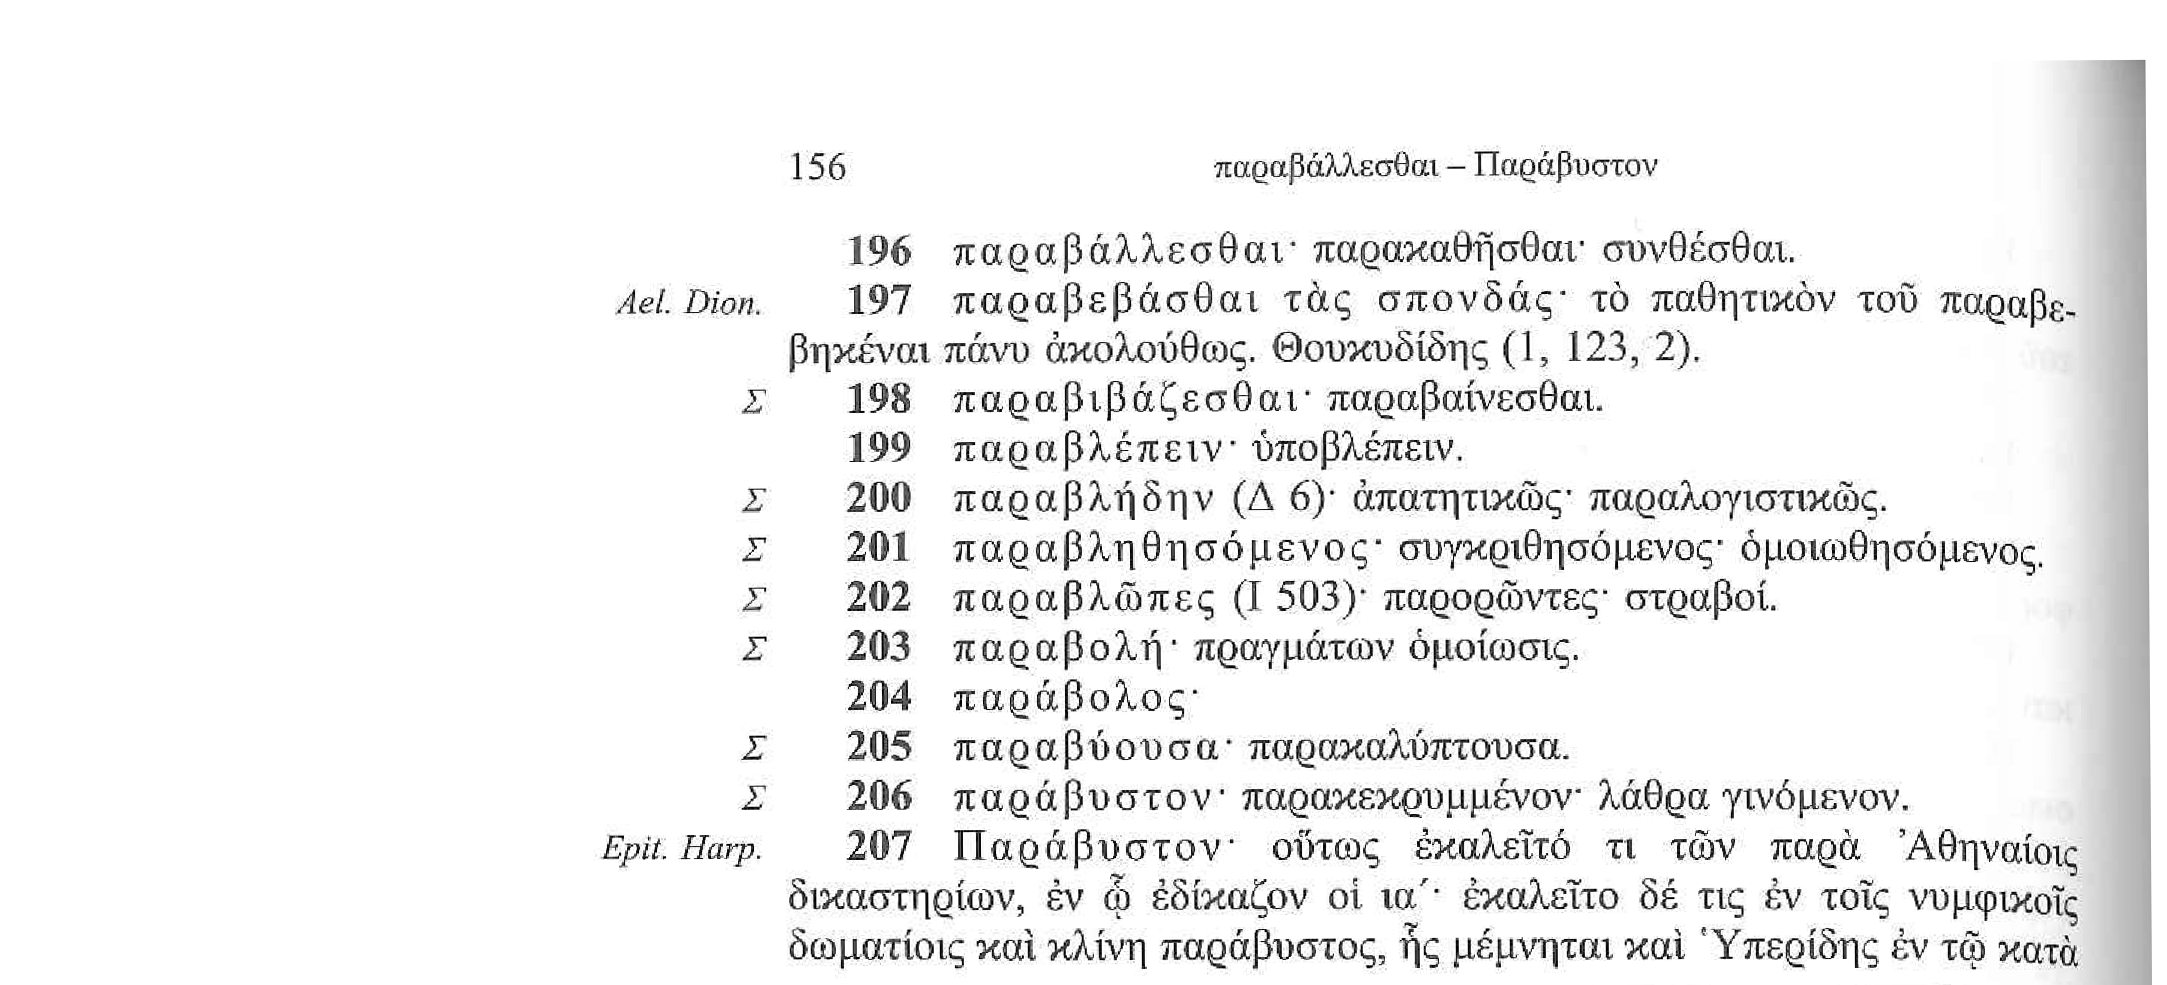 156 παραβάλλεσθαι – Παράβυστον
196 παραβάλλεσθαι· παρακαθῆσθαι· συνθέσθαι.
Ael. Dion. 197 παραβεβάσθαι τὰς σπονδάς· τὸ παθητικὸν τοῦ παραβε-
βηκέναι πάνυ ἀκολούθως. Θουκυδίδης (1, 123, 2).
Σ 198 παραβιβάζεσθαι· παραβαίνεσθαι.
199 παραβλέπειν· ὑποβλέπειν.
Σ 200 παραβλήδην (Δ 6)· ἀπατητικῶς· παραλογιστικῶς.
Σ 201 παραβληθησόμενος· συγκριθησόμενος· ὁμοιωθησόμενος.
Σ 202 παραβλῶπες (Ι 503)· παρορῶντες· στραβοί.
Σ 203 παραβολή· πραγμάτων ὁμοίωσις.
204 παράβολος·
Σ 205 παραβύουσα· παρακαλύπτουσα.
Σ 206 παράβυστον· παρακεκρυμμένον· λάθρα γινόμενον.
Epit. Harp. 207 Παράβυστον· οὕτως ἐκαλεῖτό τι τῶν παρὰ Ἀθηναίοις
δικαστηρίων, ἐν ᾧ ἐδίκαζον οἱ ια΄· ἐκαλεῖτο δέ τις ἐν τοῖς νυμφικοῖς
δωματίοις καὶ κλίνη παράβυστος, ἧς μέμνηται καὶ Ὑπερίδης ἐν τῷ κατὰ